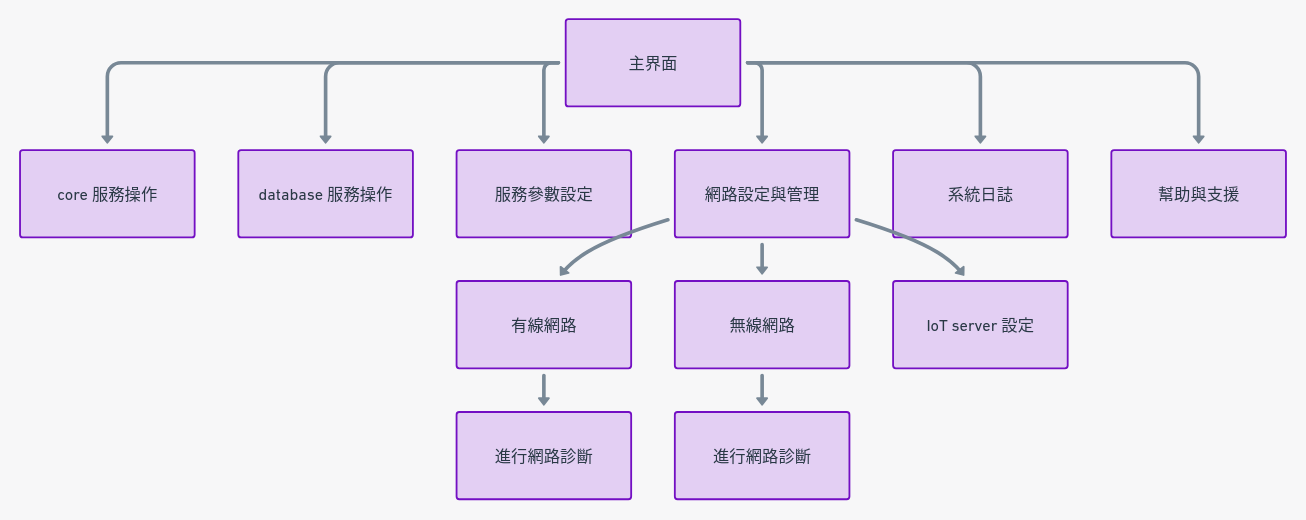 主界面
core 服務操作
database 服務操作
服務參數設定
網路設定與管理
系統日誌
幫助與支援
有線網路
無線網路
IoT server 設定
進行網路診斷
進行網路診斷